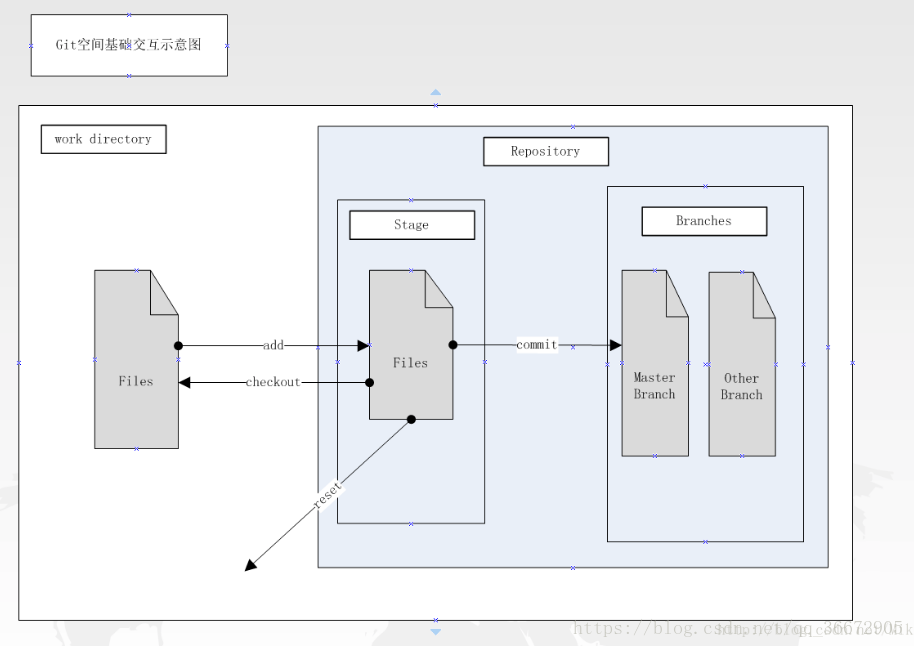 Git空间基础交互示意图
work directory
Repository
Stage
Branches
Files
add
checkout
Files
commit
Master
Branch
Other
Branch
reset
https://blog.csdn.net/qq_36672905